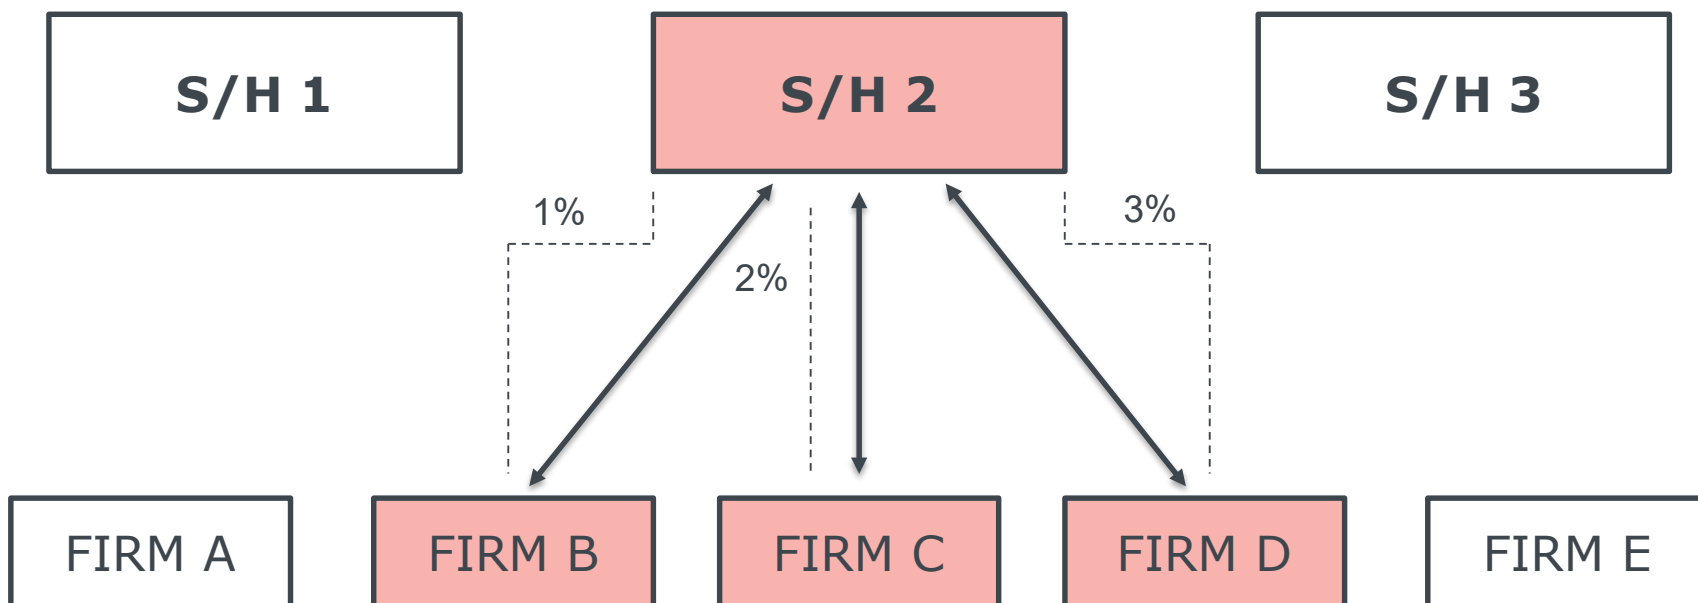 S/H 1
S/H 2
S/H 3
1%
3%
2%
FIRM A
FIRM B
FIRM C
FIRM D
FIRM E